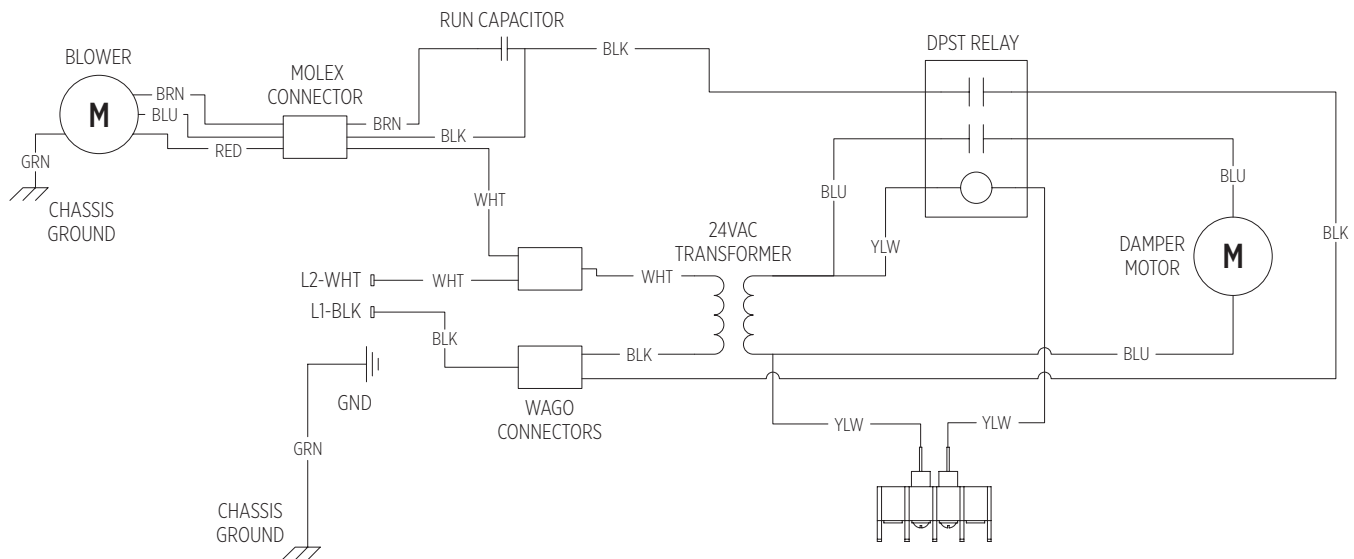 RUN CAPACITOR
DPST RELAY
BLOWER
MOLEX
CONNECTOR
BLK
BRN
BLU
RED
M
GRN
CHASSIS
GROUND
BRN
BLK
WHT
24VAC
TRANSFORMER
BLU
YLW
BLU
BLK
DAMPER
MOTOR
M
L2-WHT
WHT
WHT
L1-BLK
BLK
BLK
BLU
GND
WAGO
CONNECTORS
YLW
YLW
GRN
CHASSIS
GROUND